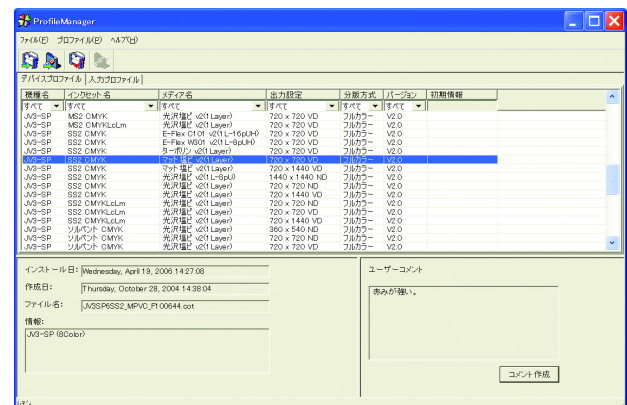 ProfileManager
ファイル(F) プロファイル(P) ヘルプ(H)
デバイスプロファイル 入力プロファイル
機種名 インクセット名 メディア名 出力設定 分版方式 バージョン 初期情報
すべて すべて すべて すべて すべて すべて
JV3-SP MS2 CMYK 光沢塩ビ v2(1 Layer) 720 x 720 VD フルカラー V2.0
JV3-SP MS2 CMYKLcLm 光沢塩ビ v2(1 Layer) 720 x 720 VD フルカラー V2.0
JV3-SP SS2 CMYK E-Flex C101 v2(1L-16pUH) 720 x 720 VD フルカラー V2.0
JV3-SP SS2 CMYK E-Flex W301 v2(1L-8pUH) 720 x 720 VD フルカラー V2.0
JV3-SP SS2 CMYK ターポリン v2(1 Layer) 720 x 720 VD フルカラー V2.0
JV3-SP SS2 CMYK マット塩ビ v2(1 Layer) 720 x 720 VD フルカラー V2.0
JV3-SP SS2 CMYK マット塩ビ v2(1 Layer) 720 x 1440 VD フルカラー V2.0
JV3-SP SS2 CMYK 光沢塩ビ v2(1L-8pU) 1440 x 1440 ND フルカラー V2.0
JV3-SP SS2 CMYK 光沢塩ビ v2(1 Layer) 720 x 720 ND フルカラー V2.0
JV3-SP SS2 CMYK 光沢塩ビ v2(1 Layer) 720 x 1440 VD フルカラー V2.0
JV3-SP SS2 CMYKLcLm 光沢塩ビ v2(1 Layer) 720 x 720 ND フルカラー V2.0
JV3-SP SS2 CMYKLcLm 光沢塩ビ v2(1 Layer) 720 x 720 VD フルカラー V2.0
JV3-SP SS2 CMYKLcLm 光沢塩ビ v2(1 Layer) 720 x 1440 VD フルカラー V2.0
JV3-SP ソルベント CMYK 光沢塩ビ v2(1 Layer) 360 x 540 ND フルカラー V2.0
JV3-SP ソルベント CMYK 光沢塩ビ v2(1 Layer) 720 x 720 ND フルカラー V2.0
JV3-SP ソルベント CMYK 光沢塩ビ v2(1 Layer) 720 x 720 VD フルカラー V2.0
インストール日: Wednesday, April 19, 2006 14:27:08
作成日: Thursday, October 28, 2004 14:38:04
ファイル名: JV3SP6SS2_MPVC_F100644.cot
情報:
JV3-SP (8Color)
ユーザーコメント
赤みが強い。
コメント作成